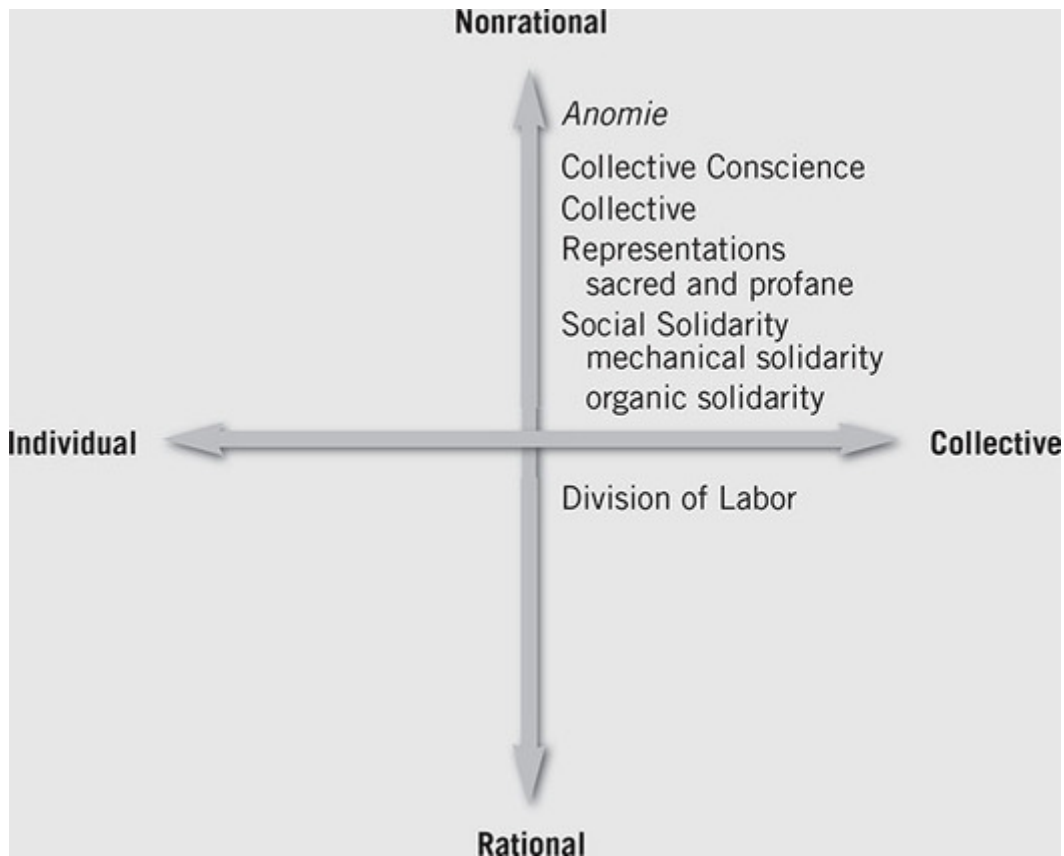 Nonrational
Anomie
Collective Conscience
Collective
Representations
sacred and profane
Social Solidarity
mechanical solidarity
organic solidarity
Individual
Collective
Division of Labor
Rational